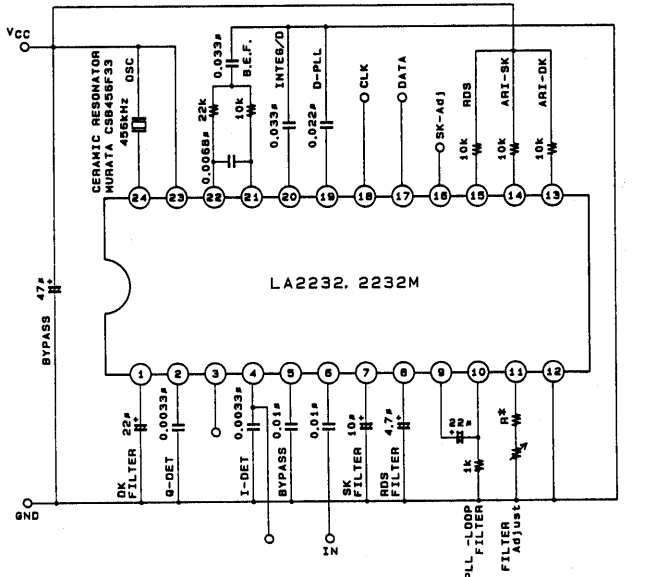 Vcc
CERAMIC RESONATOR
MURATA CSB456F33
456kHz
OSC
0.033μ
B.E.F.
22k
10k
0.0068μ
INTEG/D
0.033μ
D-PLL
0.022μ
CLK
DATA
SK-Adj
RDS
10k
ARI-SK
10k
ARI-DK
10k
24 23 22 21 20 19 18 17 16 15 14 13
LA2232, 2232M
47μ+
BYPASS
1 2 3 4 5 6 7 8 9 10 11 12
22μ+
DK
FILTER
0.0033μ
Q-DET
0.0033μ
I-DET
0.01μ
BYPASS
0.01μ
10μ+
SK
FILTER
4.7μ+
RDS
FILTER
1k
PLL-LOOP
FILTER
R*
FILTER
Adjust
GND
IN